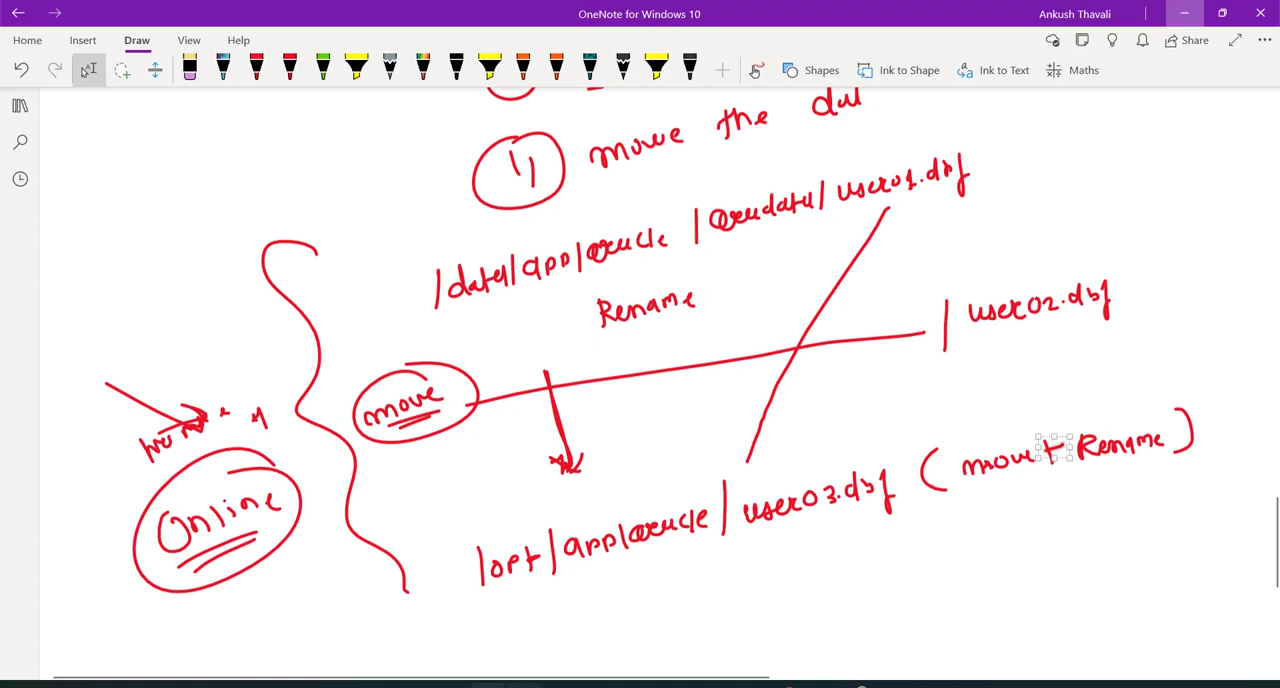 OneNote for Windows 10
Ankush Thavali
Home Insert Draw View Help
Share
Shapes Ink to Shape Ink to Text Maths
move the
/data/app/oracle/oradata/user01.dbf
Rename
/user02.dbf
move
Online
(move + Rename)
/opt/app/oracle/user03.dbf